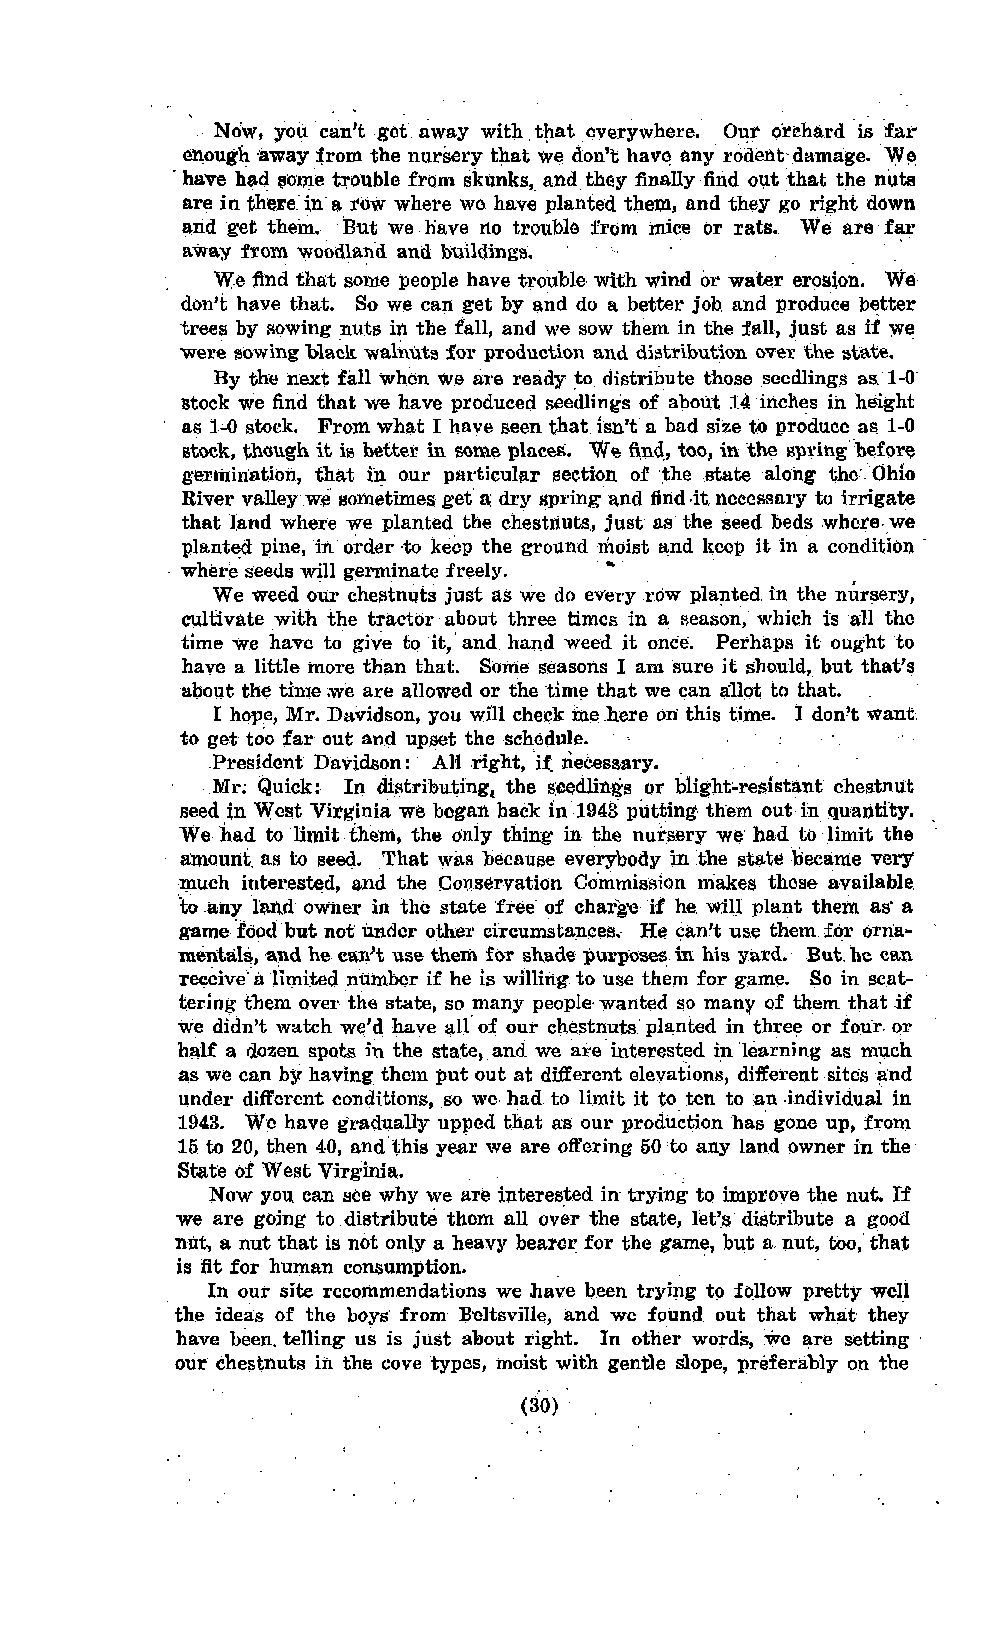 Now, you can't get away with that everywhere. Our orchard is far
enough away from the nursery that we don't have any rodent damage. We
have had some trouble from skunks, and they finally find out that the nuts
are in there in a row where we have planted them, and they go right down
and get them. But we have no trouble from mice or rats. We are far
away from woodland and buildings.
We find that some people have trouble with wind or water erosion. We
don't have that. So we can get by and do a better job and produce better
trees by sowing nuts in the fall, and we sow them in the fall, just as if we
were sowing black walnuts for production and distribution over the state.
By the next fall when we are ready to distribute those seedlings as 1-0
stock we find that we have produced seedlings of about 14 inches in height
as 1-0 stock. From what I have seen that isn't a bad size to produce as 1-0
stock, though it is better in some places. We find, too, in the spring before
germination, that in our particular section of the state along the Ohio
River valley we sometimes get a dry spring and find it necessary to irrigate
that land where we planted the chestnuts, just as the seed beds where we
planted pine, in order to keep the ground moist and keep it in a condition
where seeds will germinate freely.
We weed our chestnuts just as we do every row planted in the nursery,
cultivate with the tractor about three times in a season, which is all the
time we have to give to it, and hand weed it once. Perhaps it ought to
have a little more than that. Some seasons I am sure it should, but that's
about the time we are allowed or the time that we can allot to that.
I hope, Mr. Davidson, you will check me here on this time. I don't want
to get too far out and upset the schedule.
President Davidson: All right, if necessary.
Mr. Quick: In distributing, the seedlings or blight-resistant chestnut
seed in West Virginia we began back in 1943 putting them out in quantity.
We had to limit them, the only thing in the nursery we had to limit the
amount as to seed. That was because everybody in the state became very
much interested, and the Conservation Commission makes those available
to any land owner in the state free of charge if he will plant them as a
game food but not under other circumstances. He can't use them for orna-
mentals, and he can't use them for shade purposes in his yard. But he can
receive a limited number if he is willing to use them for game. So in scat-
tering them over the state, so many people wanted so many of them that if
we didn't watch we'd have all of our chestnuts planted in three or four or
half a dozen spots in the state, and we are interested in learning as much
as we can by having them put out at different elevations, different sites and
under different conditions, so we had to limit it to ten to an individual in
1943. We have gradually upped that as our production has gone up, from
15 to 20, then 40, and this year we are offering 50 to any land owner in the
State of West Virginia.
Now you can see why we are interested in trying to improve the nut. If
we are going to distribute them all over the state, let's distribute a good
nut, a nut that is not only a heavy bearer for the game, but a nut, too, that
is fit for human consumption.
In our site recommendations we have been trying to follow pretty well
the ideas of the boys from Beltsville, and we found out that what they
have been telling us is just about right. In other words, we are setting
our chestnuts in the cove types, moist with gentle slope, preferably on the
(30)